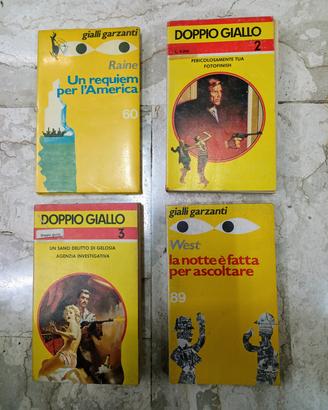 gialli garzanti
Raine
Un requiem
per l'America
60
DOPPIO GIALLO
2
PERICOLOSAMENTE TUA
FOTOFINISH
DOPPIO GIALLO
3
UN SANO DELITTO DI GELOSIA
AGENZIA INVESTIGATIVA
gialli garzanti
West
la notte è fatta
per ascoltare
89